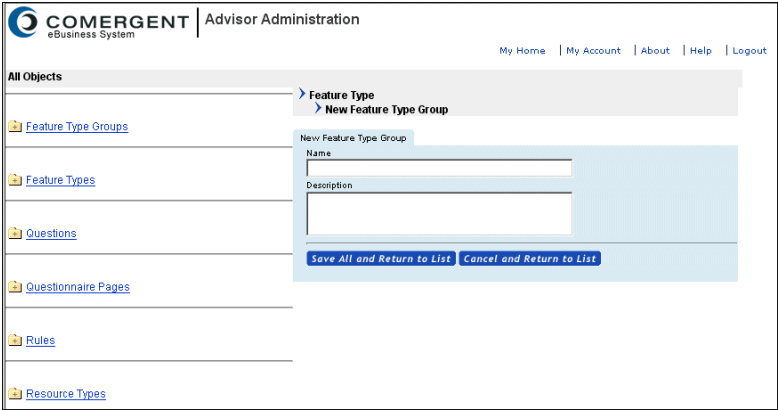 COMERGENT
eBusiness System
Advisor Administration
My Home | My Account | About | Help | Logout
All Objects
Feature Type Groups
Feature Types
Questions
Questionnaire Pages
Rules
Resource Types
Feature Type
New Feature Type Group
New Feature Type Group
Name
Description
Save All and Return to List Cancel and Return to List